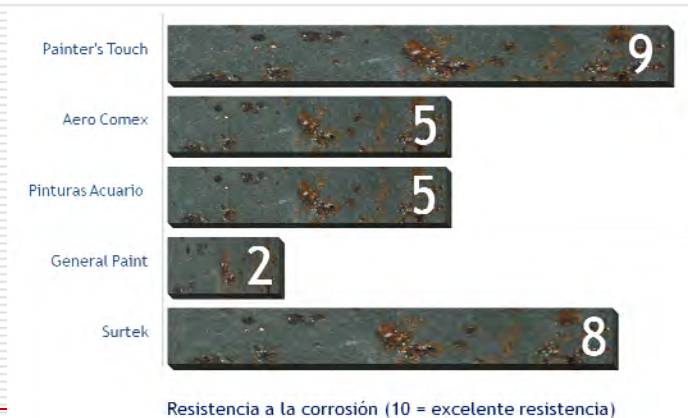 Painter's Touch 9
Aero Comex 5
Pinturas Acuario 5
General Paint 2
Surtek 8
Resistencia a la corrosión (10 = excelente resistencia)